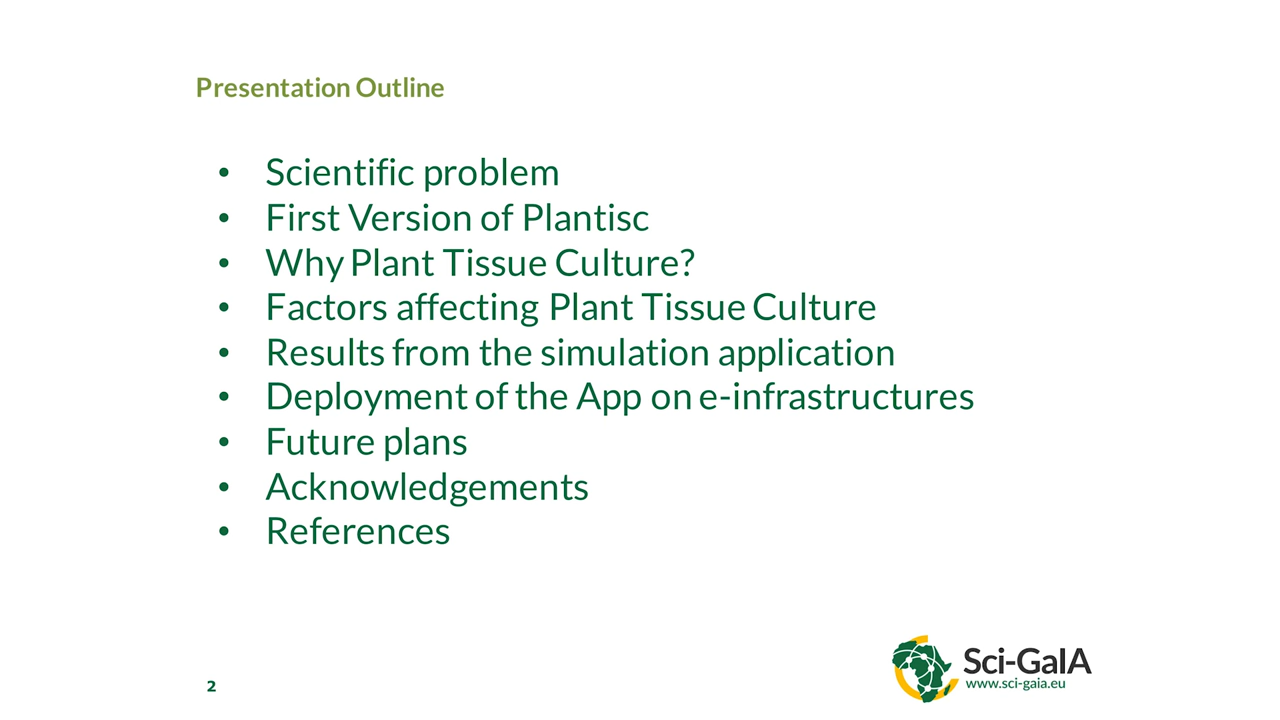 Presentation Outline
• Scientific problem
• First Version of Plantisc
• Why Plant Tissue Culture?
• Factors affecting Plant Tissue Culture
• Results from the simulation application
• Deployment of the App on e-infrastructures
• Future plans
• Acknowledgements
• References
2
Sci-GaIA
www.sci-gaia.eu